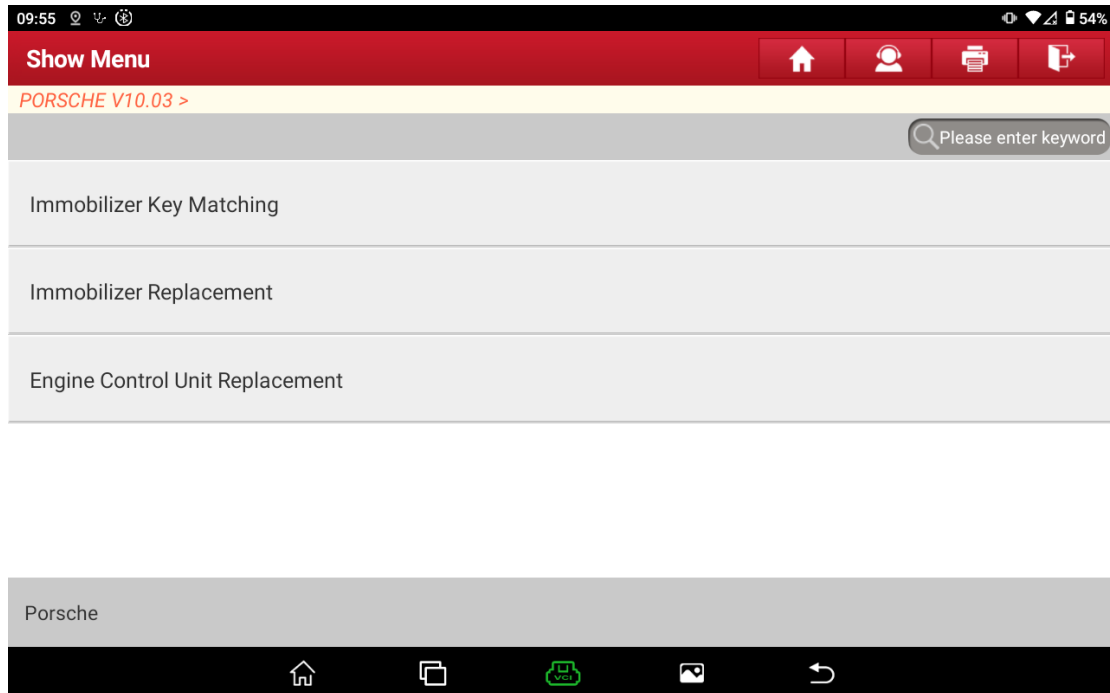 09:55
54%
Show Menu
PORSCHE V10.03 >
Please enter keyword
Immobilizer Key Matching
Immobilizer Replacement
Engine Control Unit Replacement
Porsche
VCI